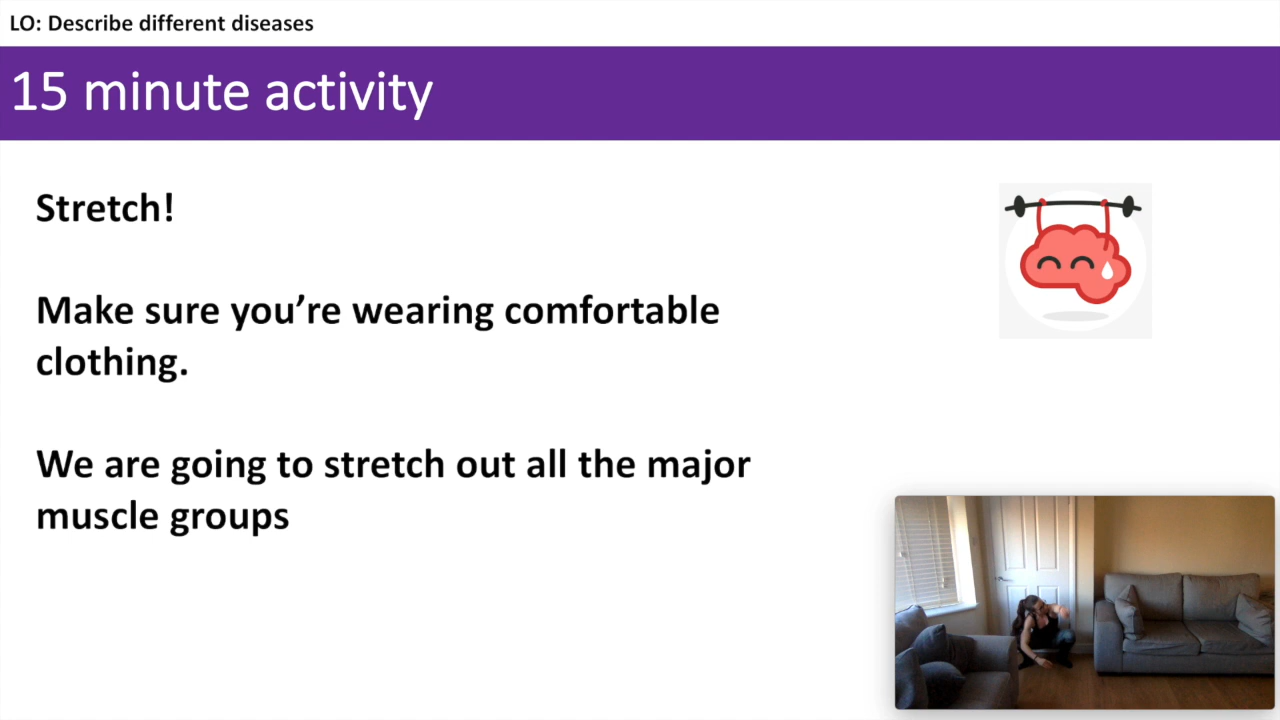 LO: Describe different diseases
15 minute activity
Stretch!
Make sure you’re wearing comfortable
clothing.
We are going to stretch out all the major
muscle groups